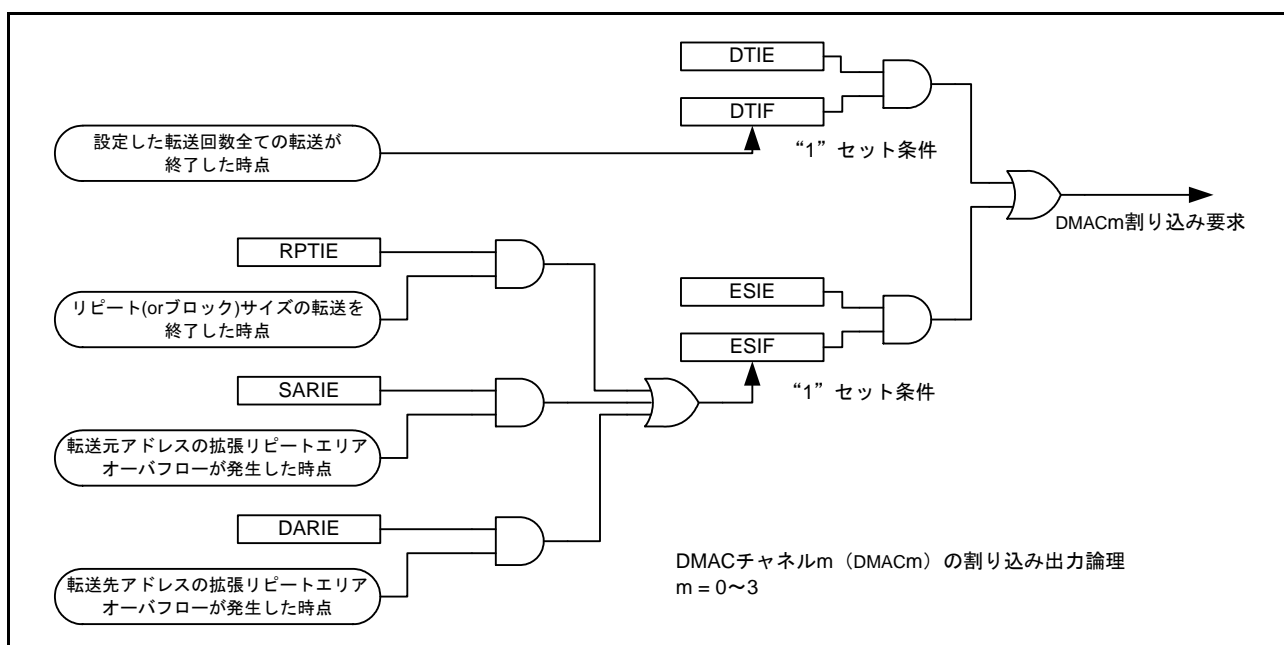 DTIE
DTIF
“1”セット条件
設定した転送回数全ての転送が
終了した時点
DMACm割り込み要求
RPTIE
リピート(orブロック)サイズの転送を
終了した時点
ESIE
ESIF
“1”セット条件
SARIE
転送元アドレスの拡張リピートエリア
オーバフローが発生した時点
DARIE
転送先アドレスの拡張リピートエリア
オーバフローが発生した時点
DMACチャネルm（DMACm）の割り込み出力論理
m = 0～3